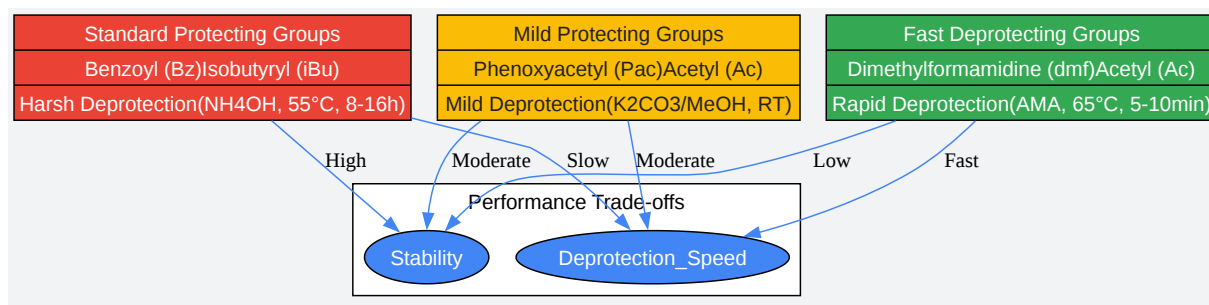 Standard Protecting Groups
Benzoyl (Bz)Isobutyryl (iBu)
Harsh Deprotection(NH4OH, 55°C, 8-16h)
Mild Protecting Groups
Phenoxyacetyl (Pac)Acetyl (Ac)
Mild Deprotection(K2CO3/MeOH, RT)
Fast Deprotecting Groups
Dimethylformamidine (dmf)Acetyl (Ac)
Rapid Deprotection(AMA, 65°C, 5-10min)
High
Moderate
Slow
Moderate
Low
Fast
Performance Trade-offs
Stability
Deprotection_Speed